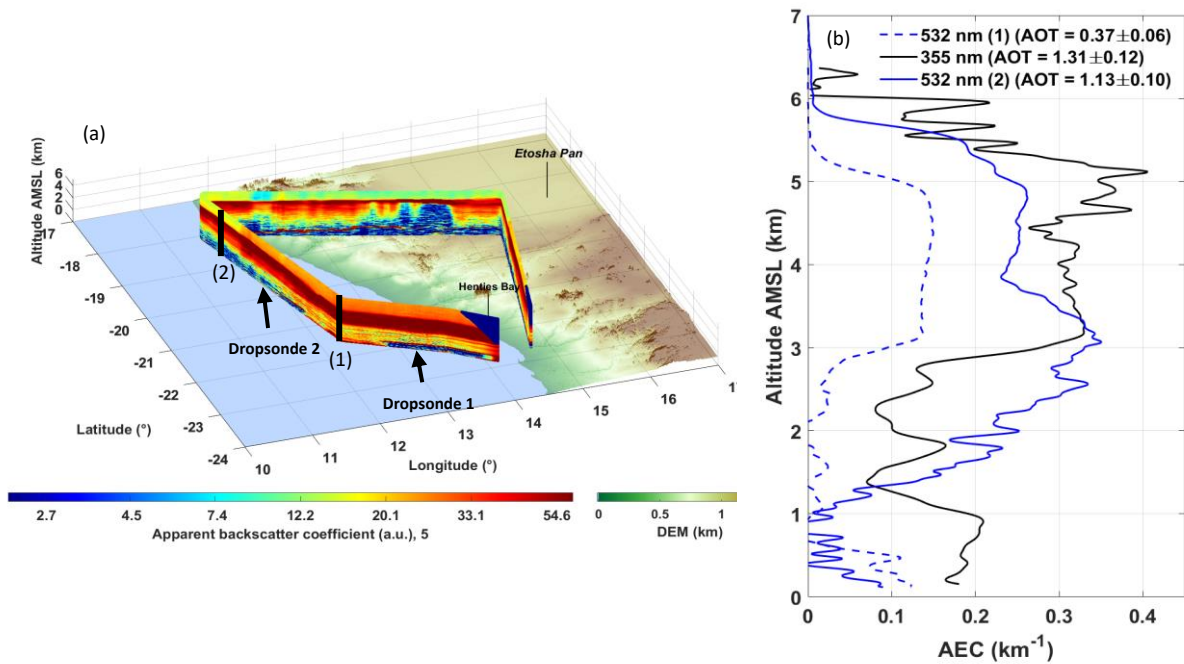 (a)
Altitude AMSL (km)
6
4
2
0
17
-18
-19
-20
-21
-22
-23
-24
Latitude (°)
10
11
12
13
14
15
16
Longitude (°)
Etosha Pan
Henties Bay
(2)
Dropsonde 2
(1)
Dropsonde 1
2.7 4.5 7.4 12.2 20.1 33.1 54.6
Apparent backscatter coefficient (a.u.), 5
0 0.5 1
DEM (km)
(b)
532 nm (1) (AOT = 0.37±0.06)
355 nm (AOT = 1.31±0.12)
532 nm (2) (AOT = 1.13±0.10)
Altitude AMSL (km)
7
6
5
4
3
2
1
0
0 0.1 0.2 0.3 0.4
AEC (km⁻¹)